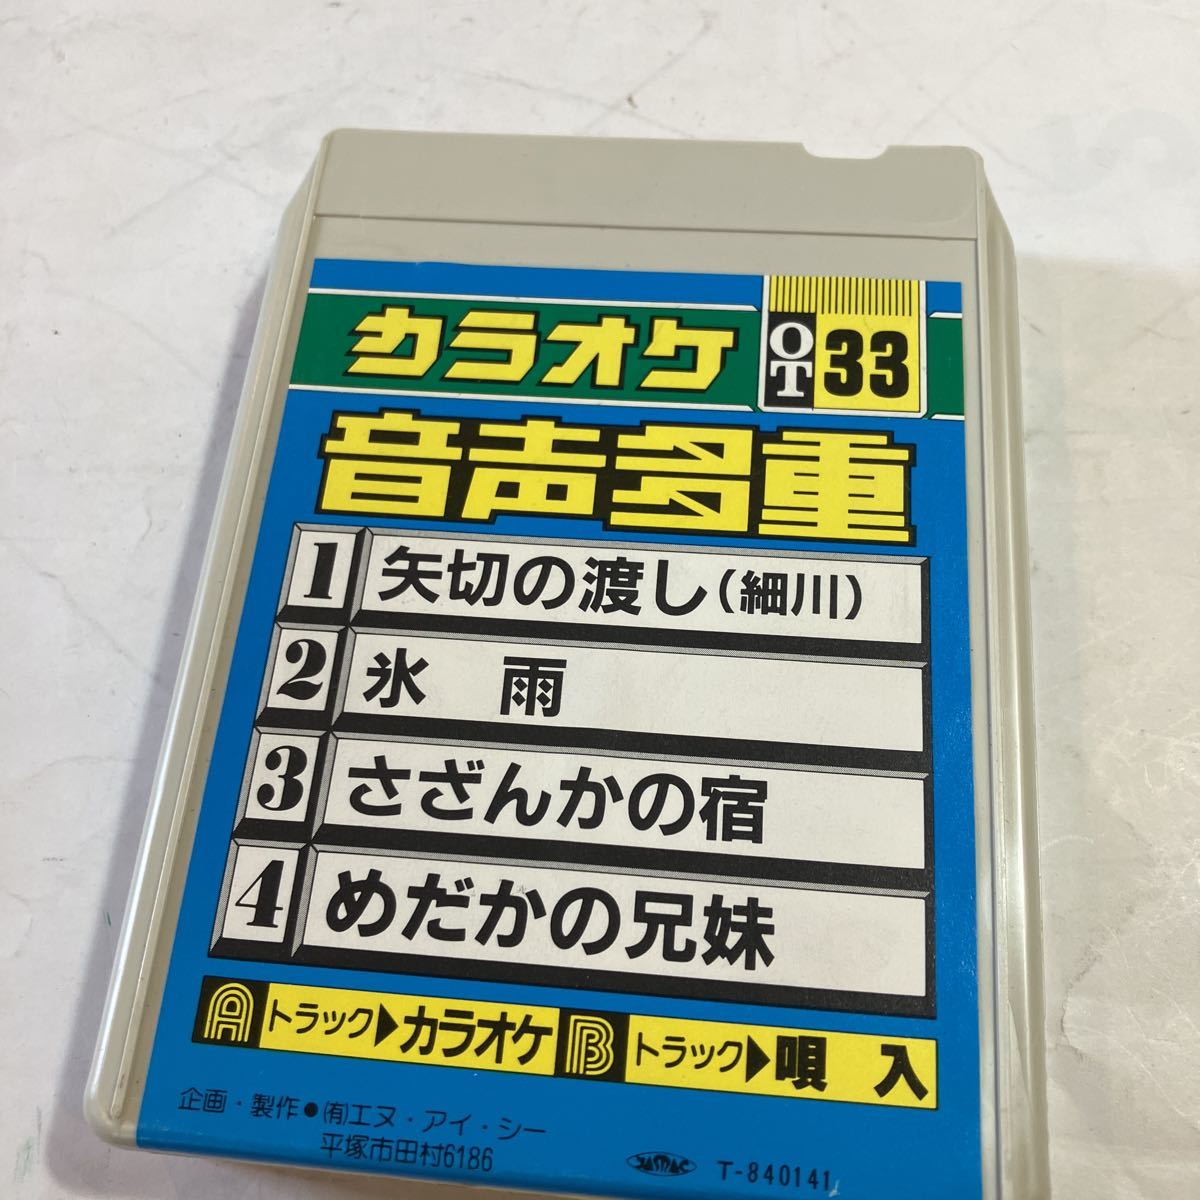 カラオケ OT 33
音声多重
1 矢切の渡し(細川)
2 氷 雨
3 さざんかの宿
4 めだかの兄妹
Aトラック▶カラオケ Bトラック▶唄 入
企画・製作●(有)エヌ・アイ・シー
平塚市田村6186
JASRAC T-840141